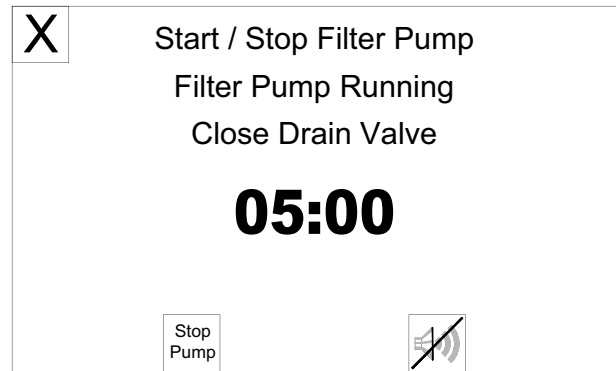 X
Start / Stop Filter Pump
Filter Pump Running
Close Drain Valve
05:00
Stop
Pump